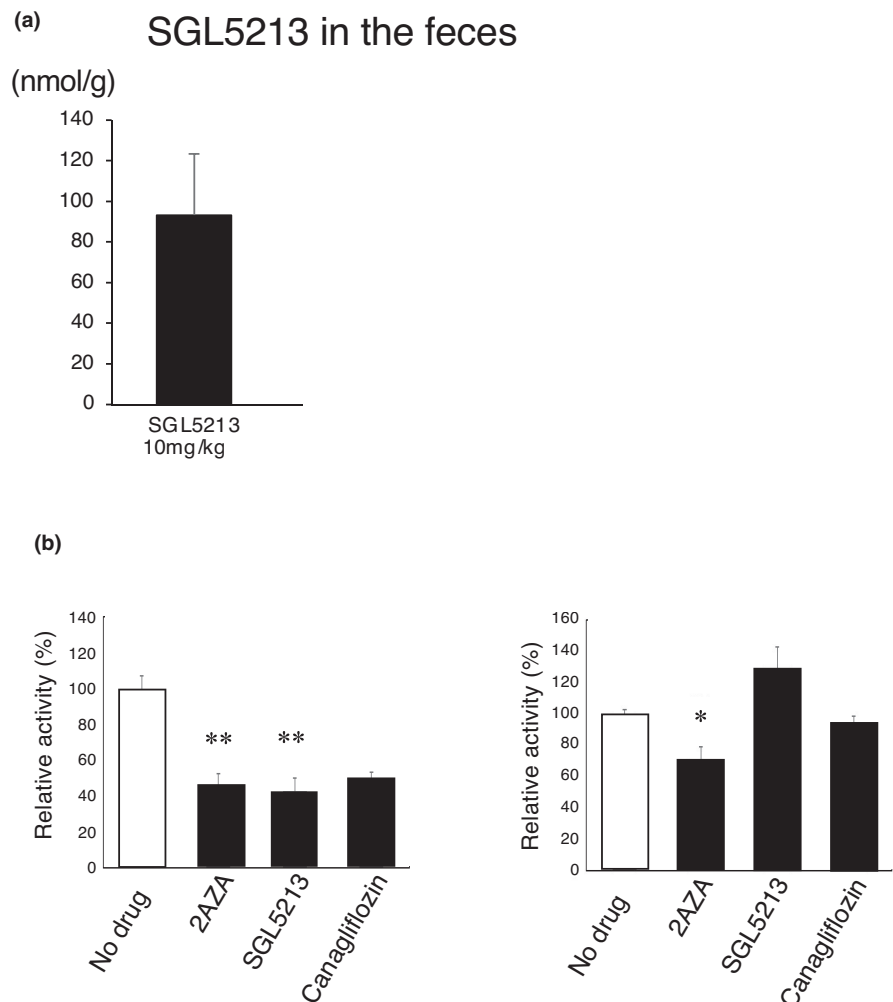 (a)
SGL5213 in the feces
(nmol/g)
140
120
100
80
60
40
20
0
SGL5213
10mg/kg
(b)
Relative activity (%)
140
120
100
80
60
40
20
0
**
**
No drug
2AZA
SGL5213
Canagliflozin
Relative activity (%)
160
140
120
100
80
60
40
20
0
*
No drug
2AZA
SGL5213
Canagliflozin